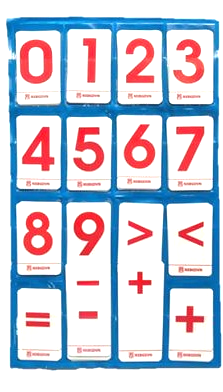 0 1 2 3
4 5 6 7
8 9 > <
= − + +